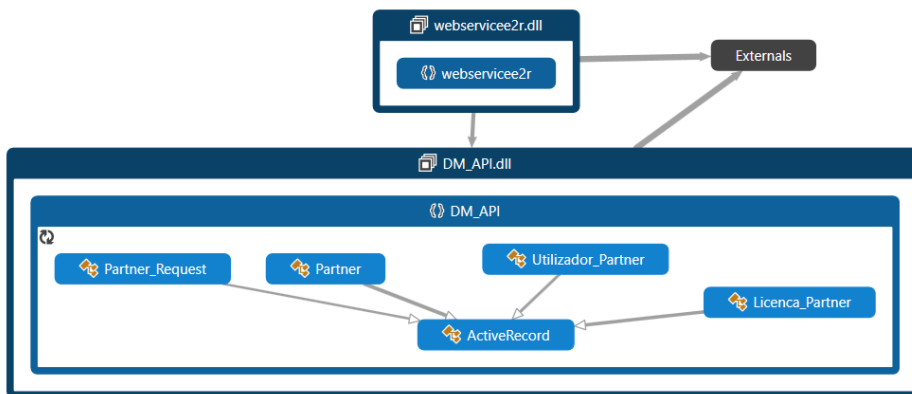 webservicee2r.dll
webservicee2r
Externals
DM_API.dll
DM_API
Partner_Request
Partner
Utilizador_Partner
Licenca_Partner
ActiveRecord